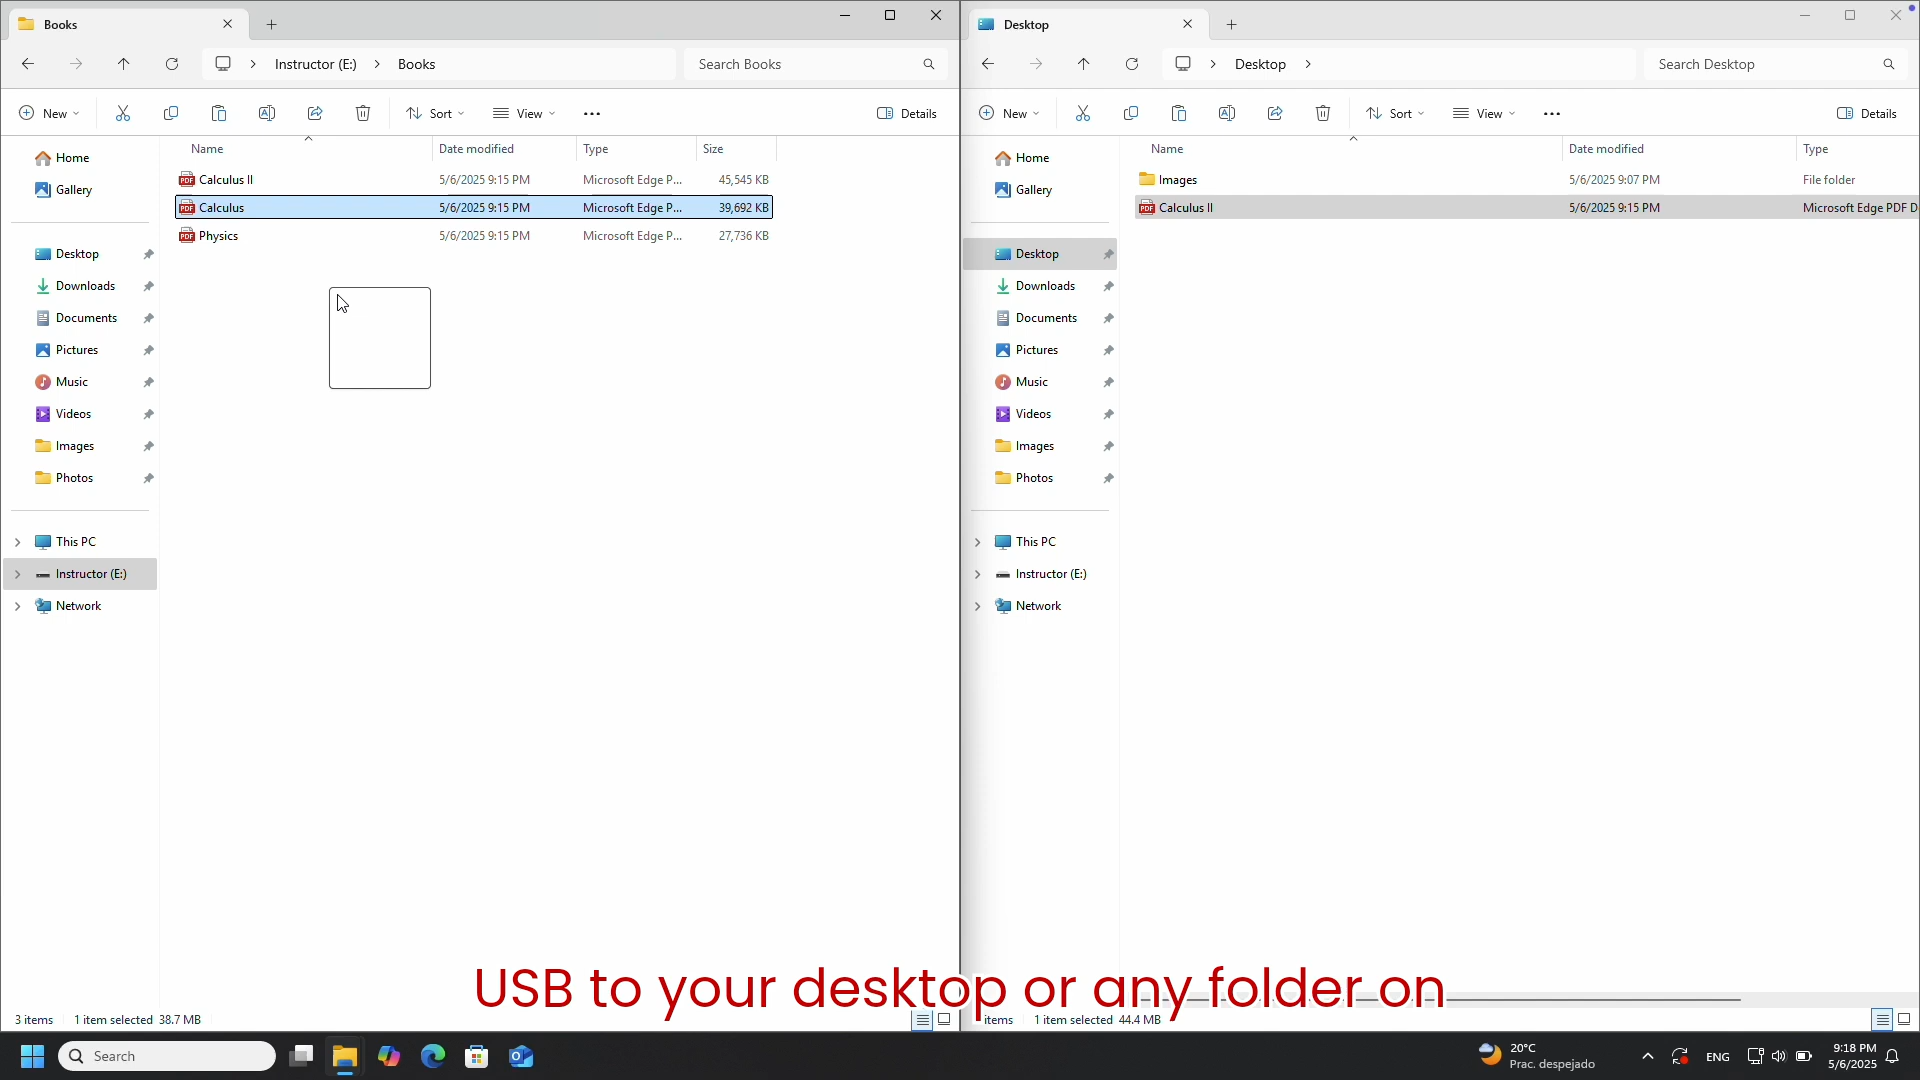 Books
Instructor (E:) Books
Search Books
New
Sort
View
Details
Name Date modified Type Size
Calculus II 5/6/2025 9:15 PM Microsoft Edge P... 45,545 KB
Calculus 5/6/2025 9:15 PM Microsoft Edge P... 39,692 KB
Physics 5/6/2025 9:15 PM Microsoft Edge P... 27,736 KB
Home
Gallery
Desktop
Downloads
Documents
Pictures
Music
Videos
Images
Photos
This PC
Instructor (E:)
Network
3 items 1 item selected 38.7 MB
Desktop
Desktop
Search Desktop
New
Sort
View
Details
Name Date modified Type
Images 5/6/2025 9:07 PM File folder
Calculus II 5/6/2025 9:15 PM Microsoft Edge PDF D
Home
Gallery
Desktop
Downloads
Documents
Pictures
Music
Videos
Images
Photos
This PC
Instructor (E:)
Network
items 1 item selected 44.4 MB
USB to your desktop or any folder on
Search
20°C
Prac. despejado
ENG
9:18 PM
5/6/2025